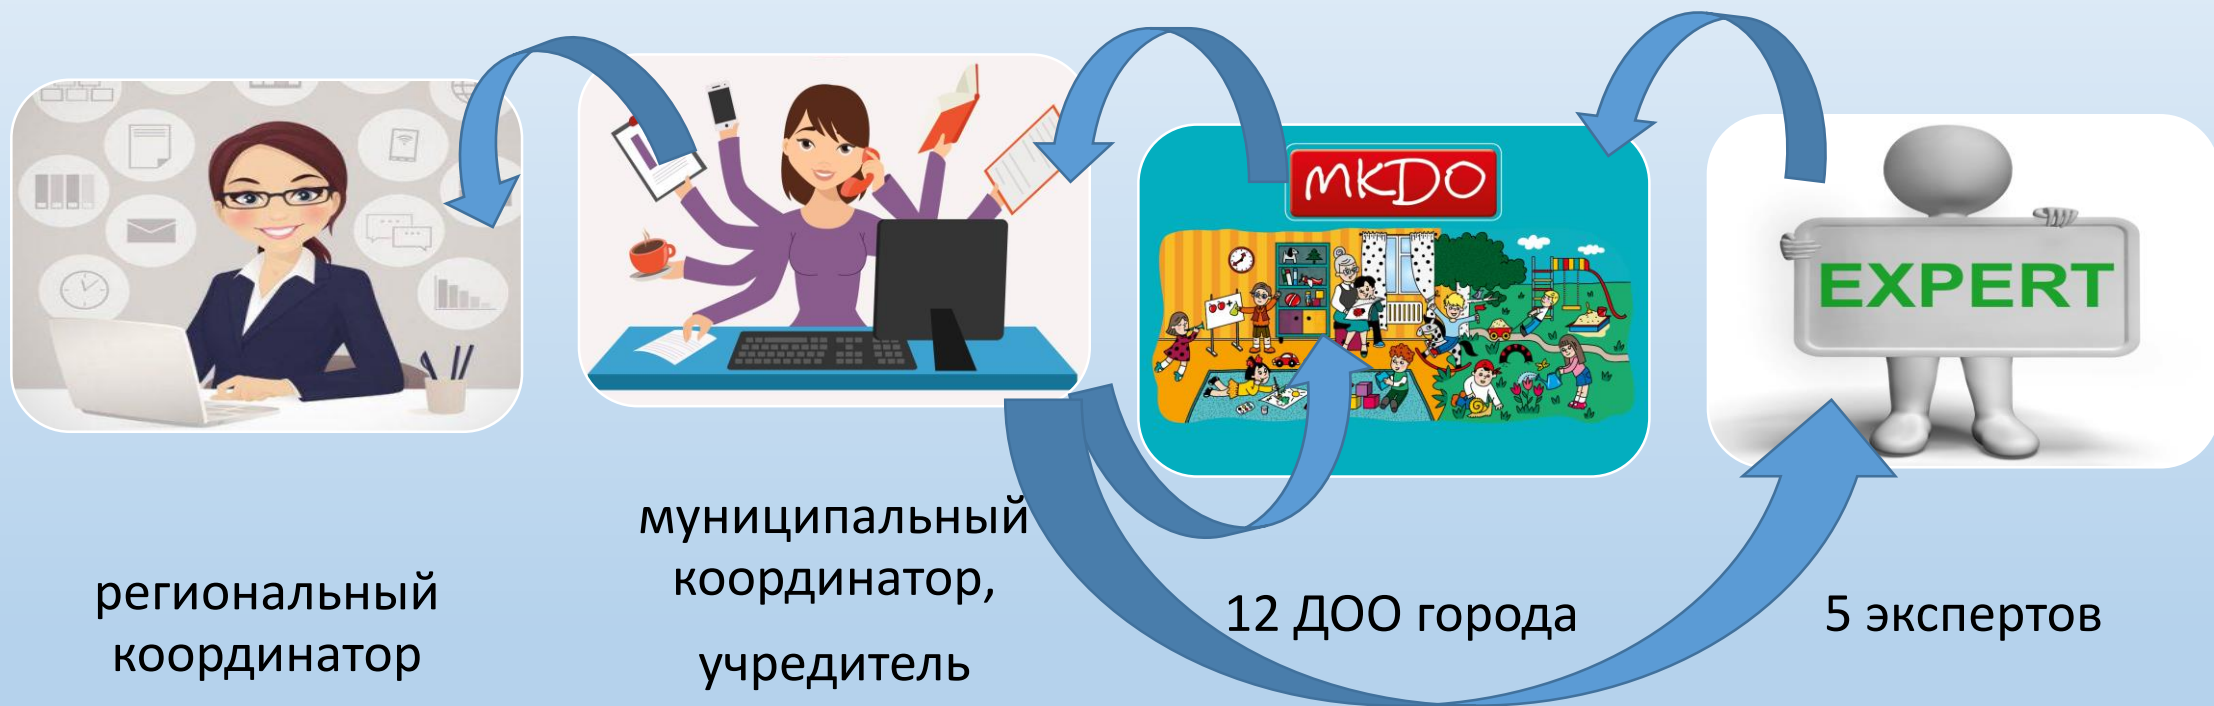 MKDO
EXPERT
региональный
координатор
муниципальный
координатор,
учредитель
12 ДОО города
5 экспертов